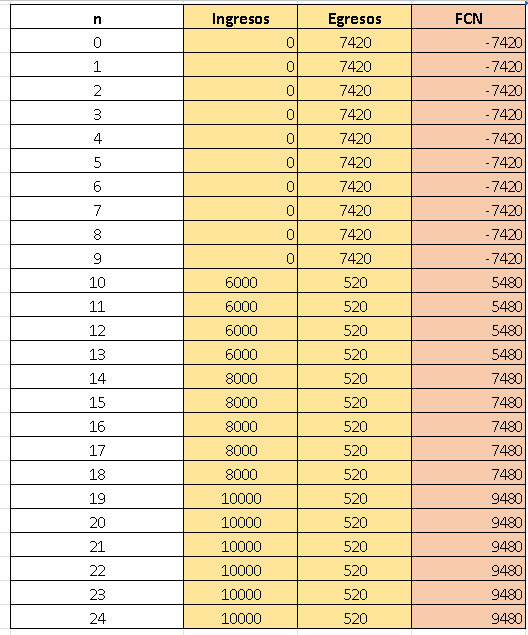 n Ingresos Egresos FCN
0 0 7420 -7420
1 0 7420 -7420
2 0 7420 -7420
3 0 7420 -7420
4 0 7420 -7420
5 0 7420 -7420
6 0 7420 -7420
7 0 7420 -7420
8 0 7420 -7420
9 0 7420 -7420
10 6000 520 5480
11 6000 520 5480
12 6000 520 5480
13 6000 520 5480
14 8000 520 7480
15 8000 520 7480
16 8000 520 7480
17 8000 520 7480
18 8000 520 7480
19 10000 520 9480
20 10000 520 9480
21 10000 520 9480
22 10000 520 9480
23 10000 520 9480
24 10000 520 9480